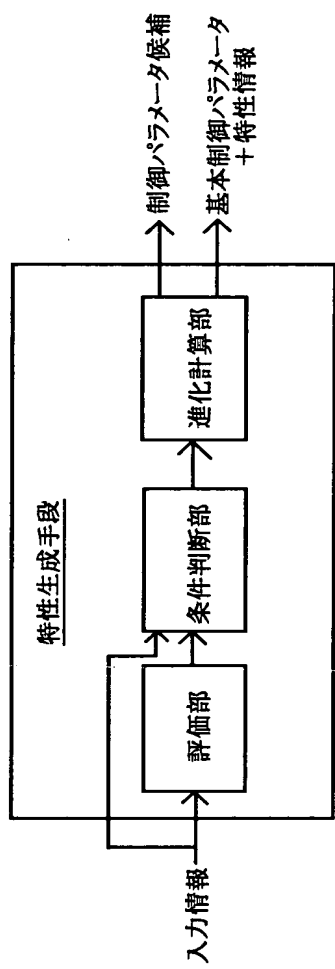 特性生成手段
入力情報
評価部
条件判断部
進化計算部
制御パラメータ候補
基本制御パラメータ
＋特性情報